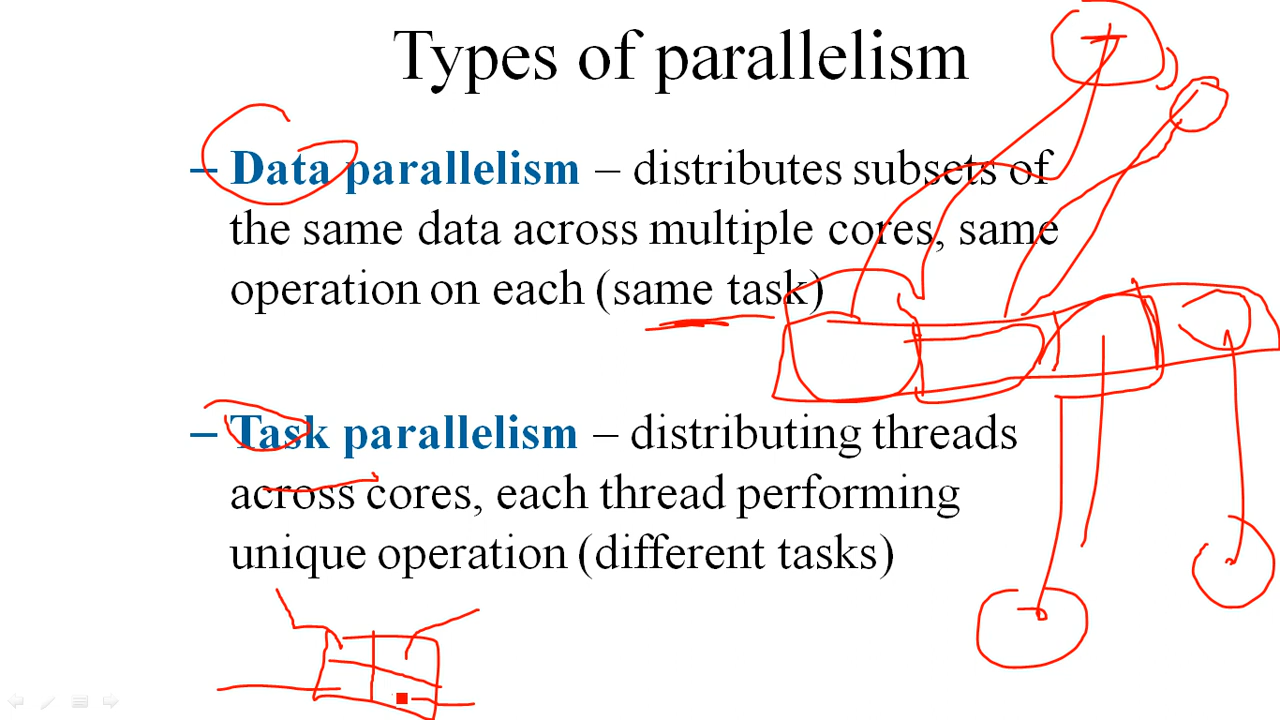 Types of parallelism
– Data parallelism – distributes subsets of
the same data across multiple cores, same
operation on each (same task)
– Task parallelism – distributing threads
across cores, each thread performing
unique operation (different tasks)